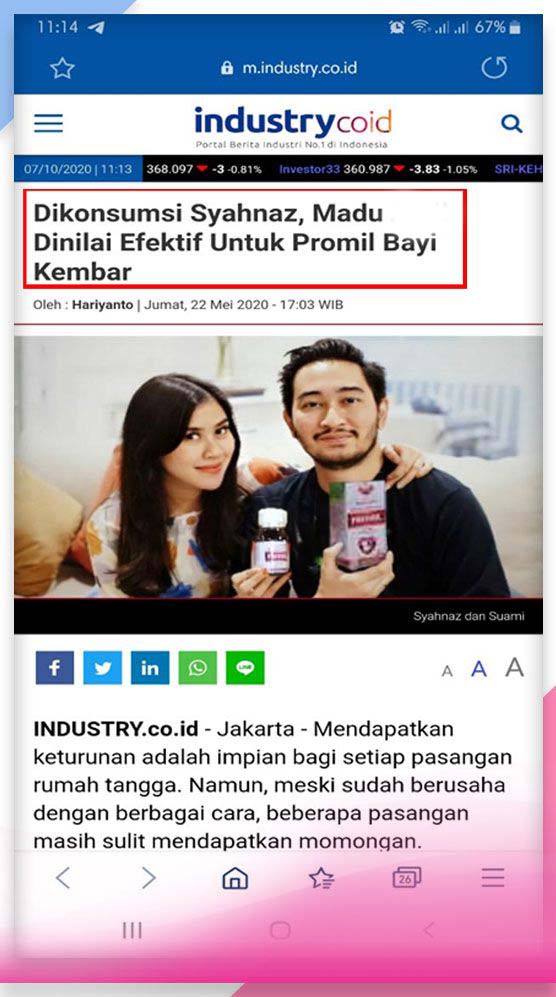 11:14
67%
m.industry.co.id
industrycoid
Portal Berita Industri No.1 di Indonesia
07/10/2020 | 11:13 368.097 -3 -0.81% Investor33 360.987 -3.83 -1.05% SRI-KEH
Dikonsumsi Syahnaz, Madu
Dinilai Efektif Untuk Promil Bayi
Kembar
Oleh : Hariyanto | Jumat, 22 Mei 2020 - 17:03 WIB
Syahnaz dan Suami
A A A
INDUSTRY.co.id - Jakarta - Mendapatkan
keturunan adalah impian bagi setiap pasangan
rumah tangga. Namun, meski sudah berusaha
dengan berbagai cara, beberapa pasangan
masih sulit mendapatkan momongan.
26